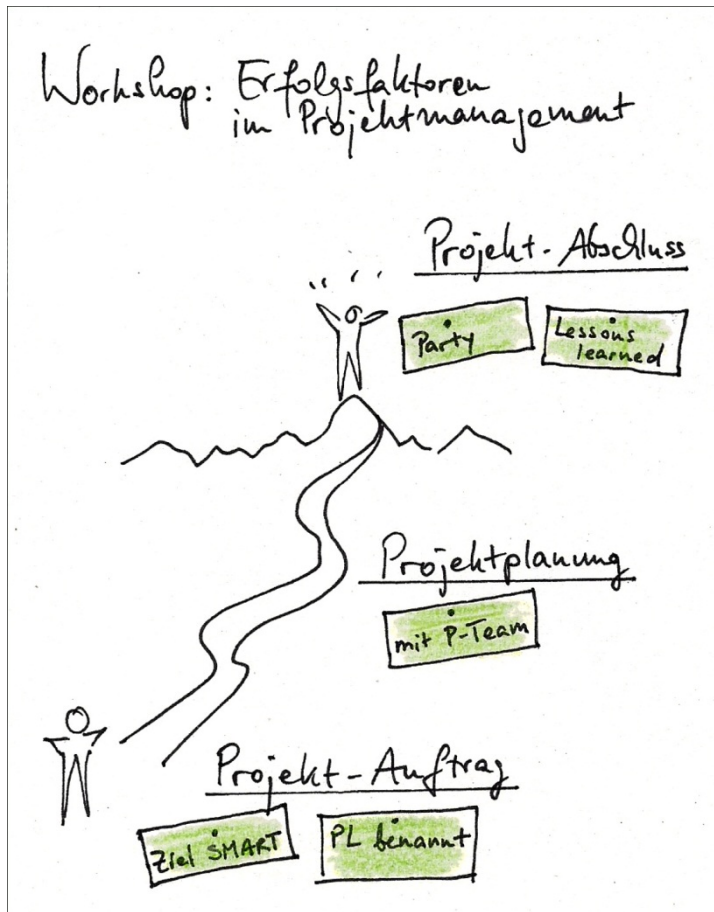 Workshop: Erfolgsfaktoren
im Projektmanagement
Projekt-Abschluss
Party
Lessons
learned
Projektplanung
mit P-Team
Projekt-Auftrag
Ziel SMART
PL benannt